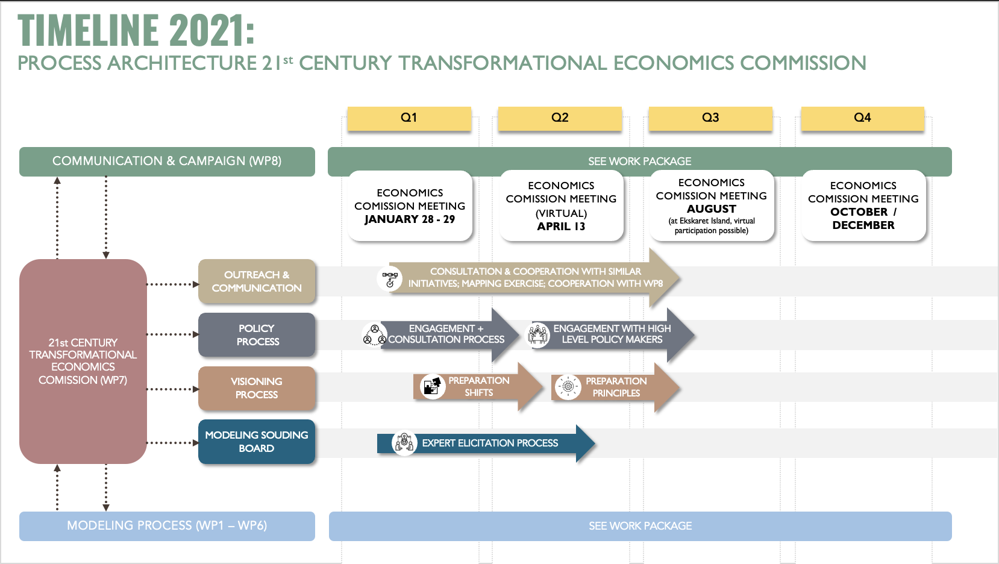 TIMELINE 2021:
PROCESS ARCHITECTURE 21st CENTURY TRANSFORMATIONAL ECONOMICS COMMISSION
Q1
Q2
Q3
Q4
COMMUNICATION & CAMPAIGN (WP8)
SEE WORK PACKAGE
ECONOMICS
COMISSION MEETING
JANUARY 28 - 29
ECONOMICS
COMISSION MEETING
(VIRTUAL)
APRIL 13
ECONOMICS
COMISSION MEETING
AUGUST
(at Ekskaret Island, virtual
participation possible)
ECONOMICS
COMISSION MEETING
OCTOBER /
DECEMBER
21st CENTURY
TRANSFORMATIONAL
ECONOMICS
COMISSION (WP7)
OUTREACH &
COMMUNICATION
CONSULTATION & COOPERATION WITH SIMILAR
INITIATIVES; MAPPING EXERCISE; COOPERATION WITH WP8
POLICY
PROCESS
ENGAGEMENT +
CONSULTATION PROCESS
ENGAGEMENT WITH HIGH
LEVEL POLICY MAKERS
VISIONING
PROCESS
PREPARATION
SHIFTS
PREPARATION
PRINCIPLES
MODELING SOUDING
BOARD
EXPERT ELICITATION PROCESS
MODELING PROCESS (WP1 – WP6)
SEE WORK PACKAGE